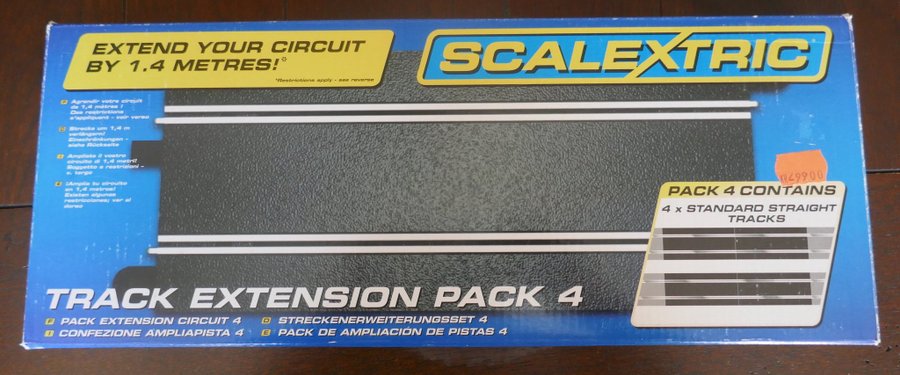 EXTEND YOUR CIRCUIT
BY 1.4 METRES!*
*Restrictions apply - see reverse
SCALEXTRIC
F Agrandir votre circuit
de 1,4 mètres !
Des restrictions
s'appliquent - voir verso
D Strecke um 1,4 m
verlängern!
Einschränkungen -
siehe Rückseite
I Ampliate il vostro
circuito di 1,4 metri!
Soggetto a restrizioni -
v. tergo
E ¡Amplía tu circuito
en 1,4 metros!
Existen algunas
restricciones; ver al
dorso
PACK 4 CONTAINS
4 x STANDARD STRAIGHT
TRACKS
TRACK EXTENSION PACK 4
F PACK EXTENSION CIRCUIT 4
D STRECKENERWEITERUNGSSET 4
I CONFEZIONE AMPLIAPISTA 4
E PACK DE AMPLIACIÓN DE PISTAS 4